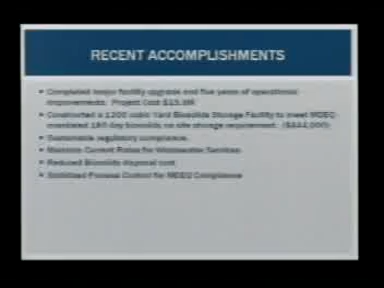 RECENT ACCOMPLISHMENTS
• Completed major facility upgrade and five years of operational
improvements. Project Cost
• Constructed a 1200 cubic Yard Biosolids Storage Facility to meet MDEQ
mandated 180 day biosolids on site storage requirement.
• Sustainable regulatory compliance.
• Maintain Current Rates for Wastewater Services
• Reduced Biosolids disposal cost
• Stabilized Process Control for MDEQ Compliance